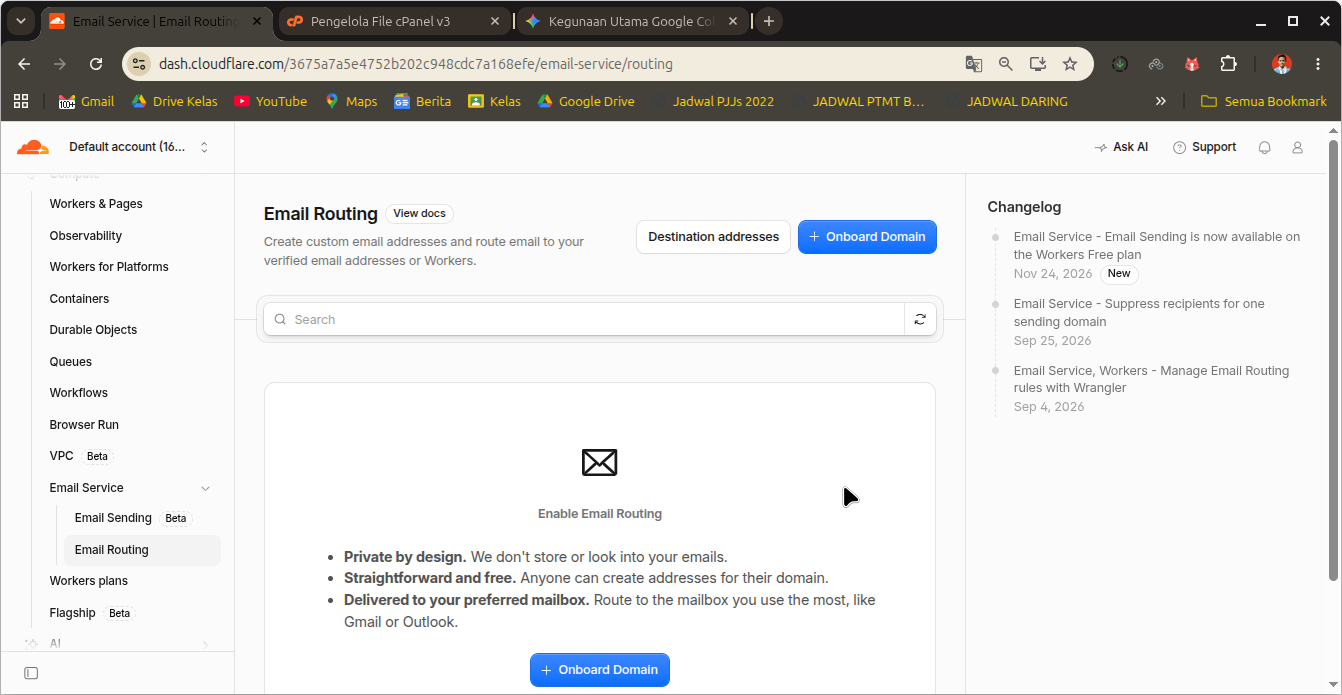 Email Service | Email Routing
Pengelola File cPanel v3
Kegunaan Utama Google Co
dash.cloudflare.com/3675a7a5e4752b202c948cdc7a168efe/email-service/routing
100+
Gmail
Drive Kelas
YouTube
Maps
Berita
Kelas
Google Drive
Jadwal PJJs 2022
JADWAL PTMT B...
JADWAL DARING
Semua Bookmark
Default account (16...
Ask AI
Support
Compute
Workers & Pages
Observability
Workers for Platforms
Containers
Durable Objects
Queues
Workflows
Browser Run
VPC Beta
Email Service
Email Sending Beta
Email Routing
Workers plans
Flagship Beta
AI
Email Routing
View docs
Create custom email addresses and route email to your
verified email addresses or Workers.
Destination addresses
+ Onboard Domain
Search
Enable Email Routing
• Private by design. We don't store or look into your emails.
• Straightforward and free. Anyone can create addresses for their domain.
• Delivered to your preferred mailbox. Route to the mailbox you use the most, like
Gmail or Outlook.
+ Onboard Domain
Changelog
Email Service - Email Sending is now available on
the Workers Free plan
Nov 24, 2026 New
Email Service - Suppress recipients for one
sending domain
Sep 25, 2026
Email Service, Workers - Manage Email Routing
rules with Wrangler
Sep 4, 2026